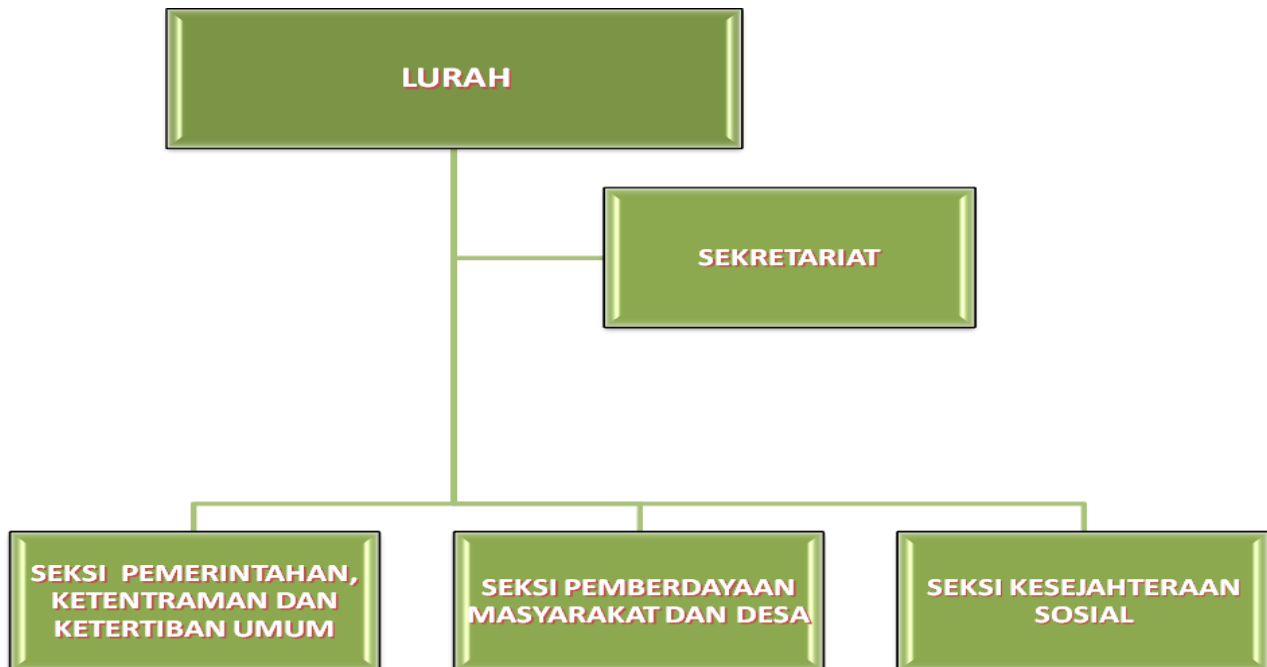 LURAH
SEKRETARIAT
SEKSI PEMERINTAHAN,
KETENTRAMAN DAN
KETERTIBAN UMUM
SEKSI PEMBERDAYAAN
MASYARAKAT DAN DESA
SEKSI KESEJAHTERAAN
SOSIAL